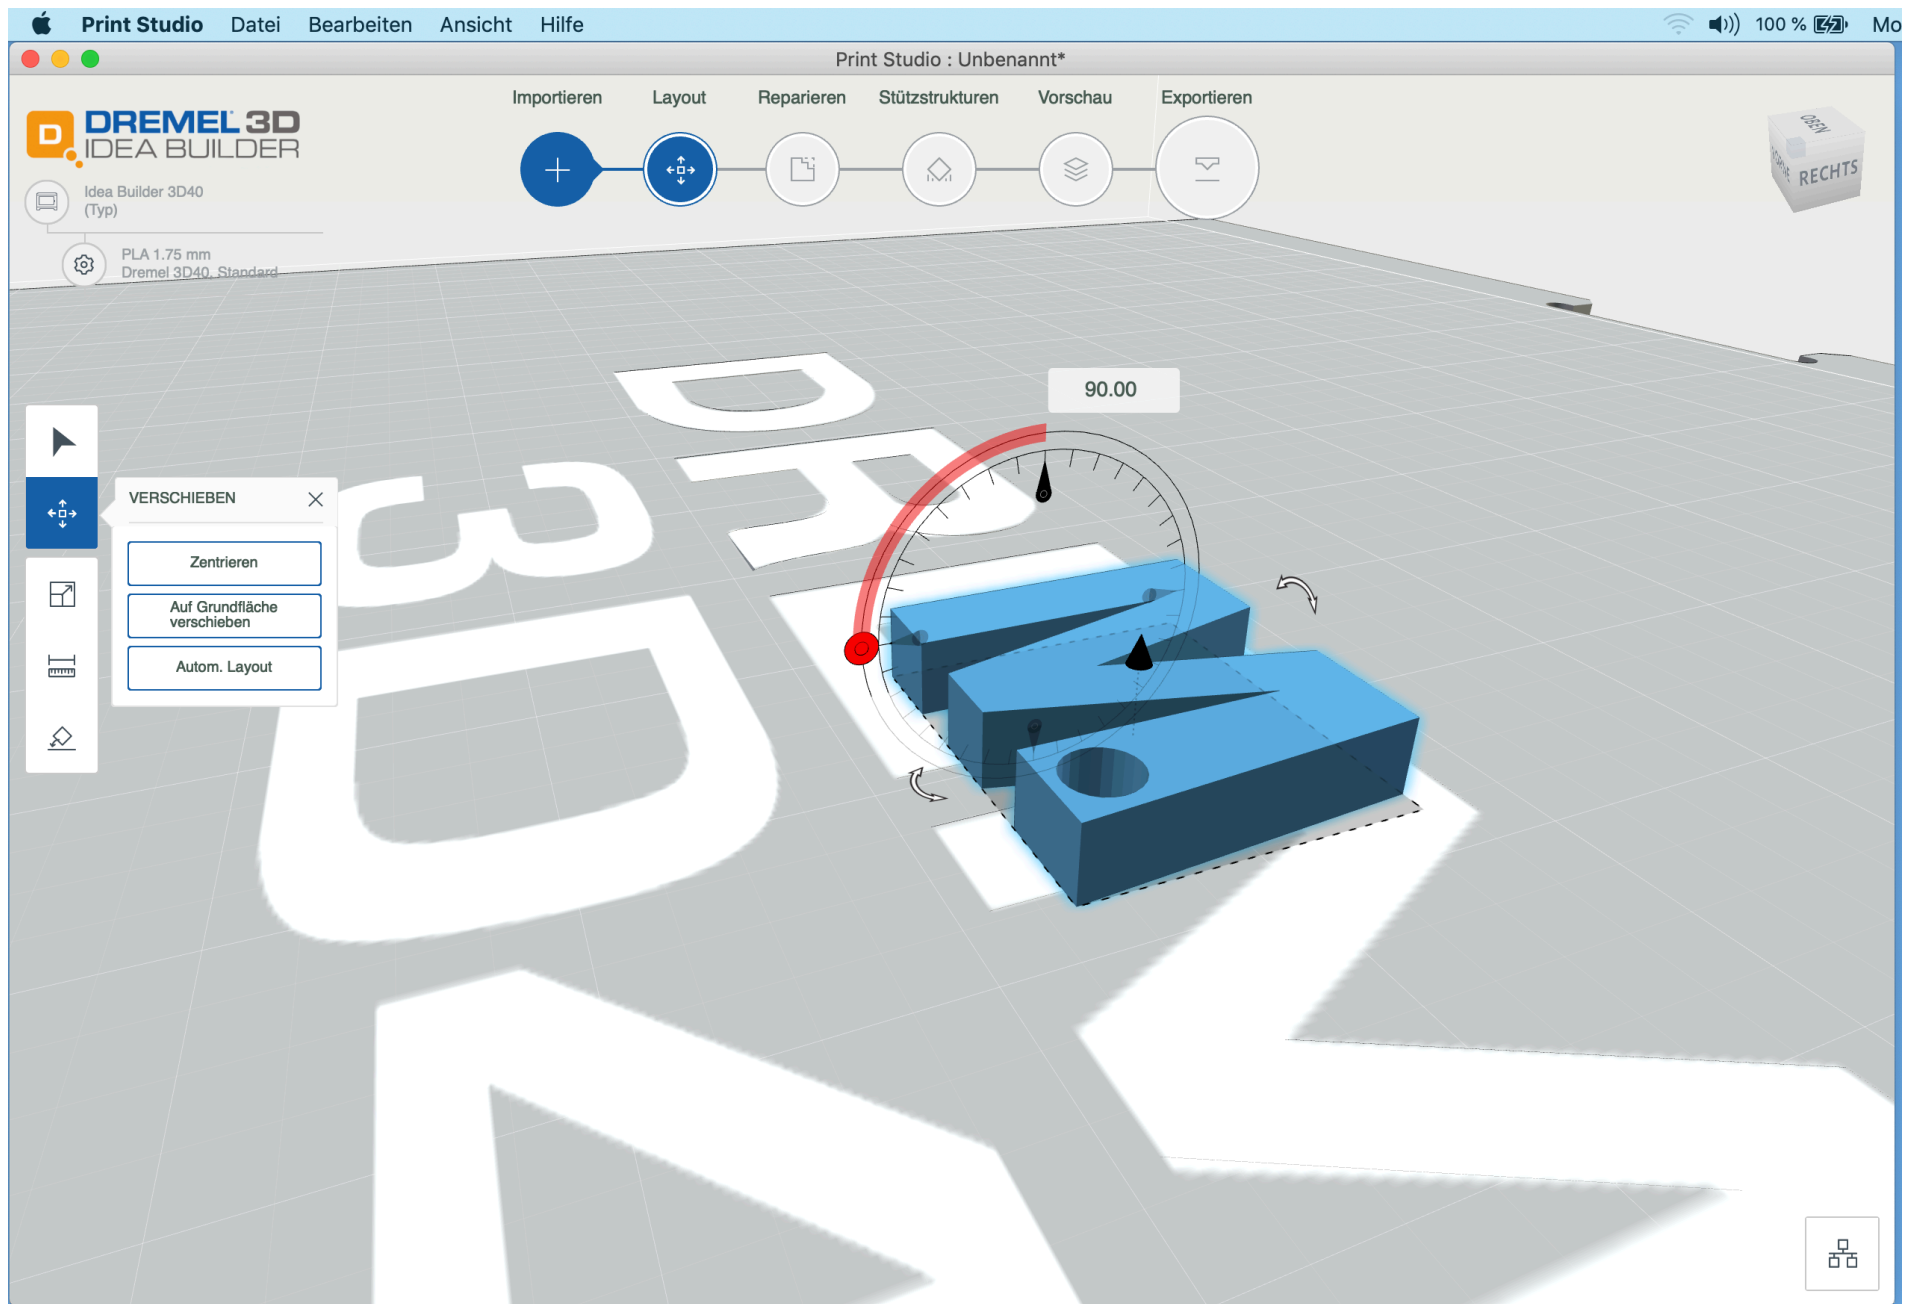 Print Studio Datei Bearbeiten Ansicht Hilfe 100 % Mo
Print Studio : Unbenannt*
Importieren Layout Reparieren Stützstrukturen Vorschau Exportieren
D DREMEL 3D
IDEA BUILDER
Idea Builder 3D40
(Typ)
PLA 1.75 mm
Dremel 3D40, Standard
OBEN
VORNE
RECHTS
90.00
VERSCHIEBEN
Zentrieren
Auf Grundfläche
verschieben
Autom. Layout